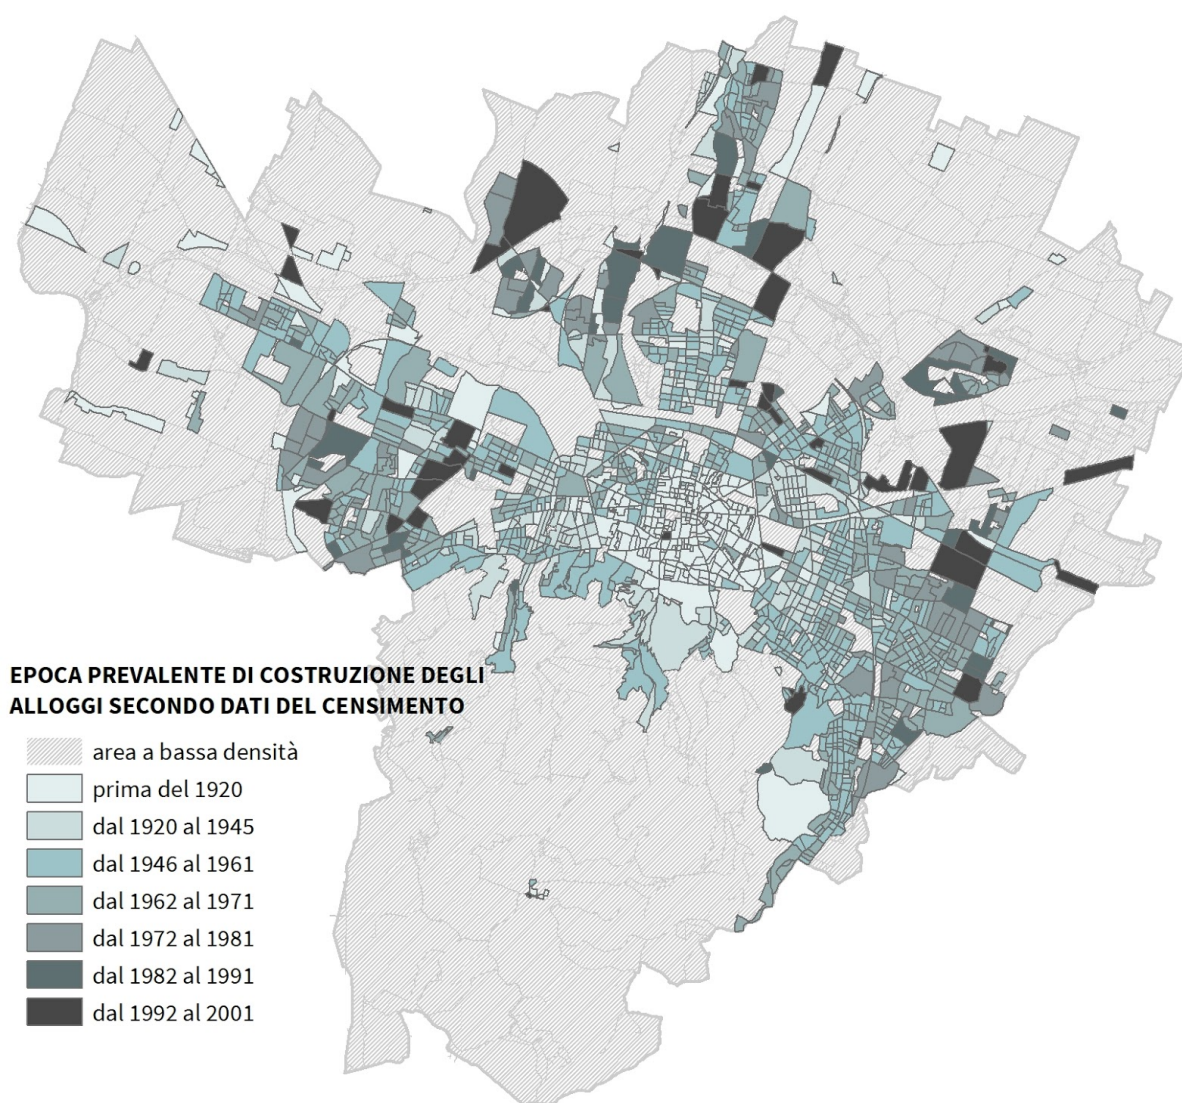 EPOCA PREVALENTE DI COSTRUZIONE DEGLI
ALLOGGI SECONDO DATI DEL CENSIMENTO
area a bassa densità
prima del 1920
dal 1920 al 1945
dal 1946 al 1961
dal 1962 al 1971
dal 1972 al 1981
dal 1982 al 1991
dal 1992 al 2001